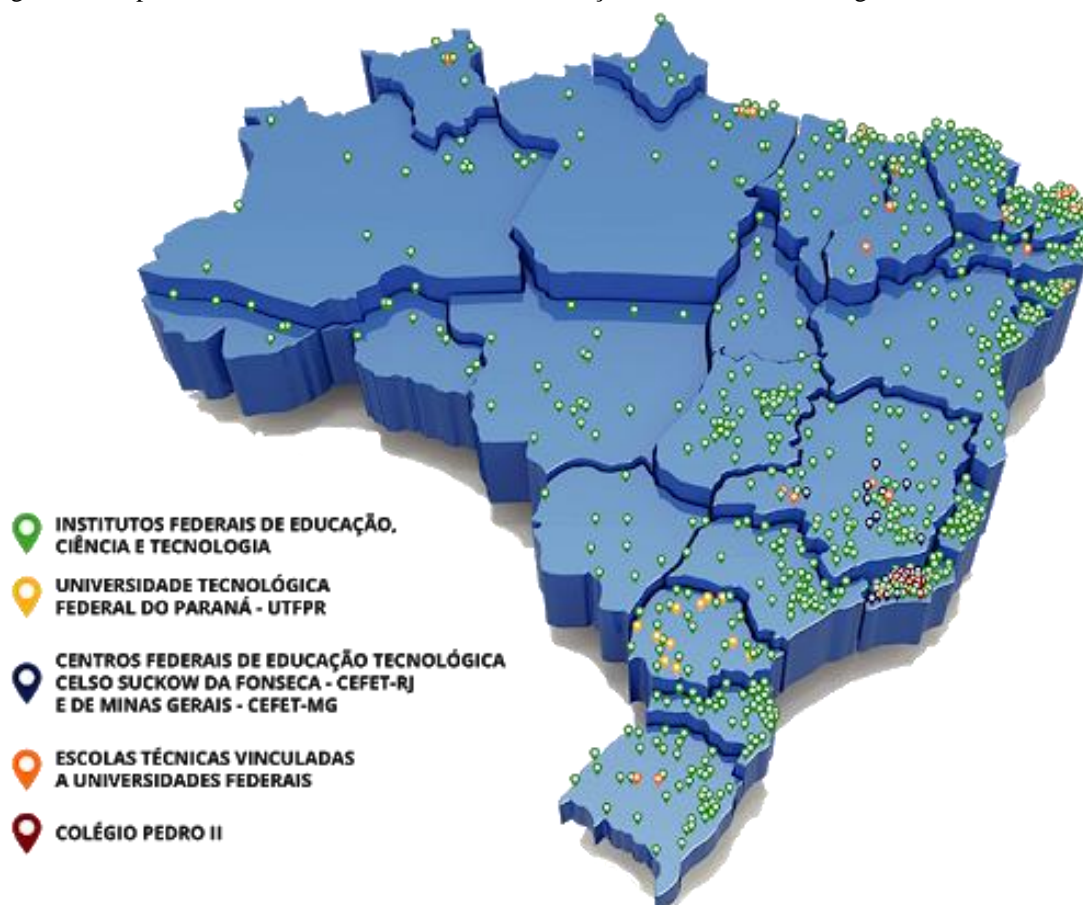 INSTITUTOS FEDERAIS DE EDUCAÇÃO,
CIÊNCIA E TECNOLOGIA
UNIVERSIDADE TECNOLÓGICA
FEDERAL DO PARANÁ - UTFPR
CENTROS FEDERAIS DE EDUCAÇÃO TECNOLÓGICA
CELSO SUCKOW DA FONSECA - CEFET-RJ
E DE MINAS GERAIS - CEFET-MG
ESCOLAS TÉCNICAS VINCULADAS
A UNIVERSIDADES FEDERAIS
COLÉGIO PEDRO II